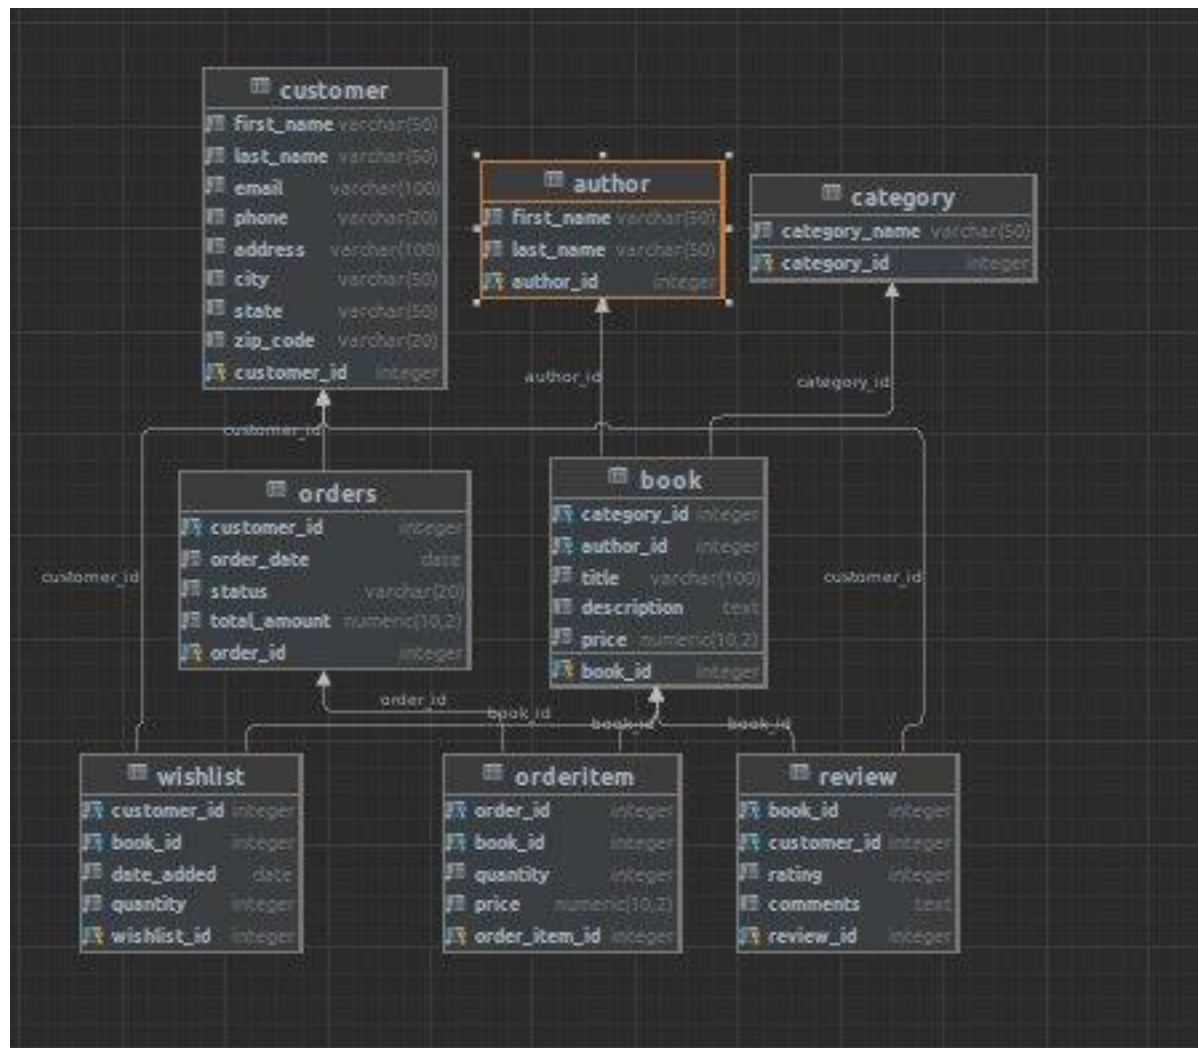 customer
first_name varchar(50)
last_name varchar(50)
email varchar(100)
phone varchar(20)
address varchar(100)
city varchar(50)
state varchar(50)
zip_code varchar(20)
customer_id integer
author
first_name varchar(50)
last_name varchar(50)
author_id integer
category
category_name varchar(50)
category_id integer
author_id
category_id
customer_id
orders
customer_id integer
order_date date
status varchar(20)
total_amount numeric(10,2)
order_id integer
book
category_id integer
author_id integer
title varchar(100)
description text
price numeric(10,2)
book_id integer
customer_id
customer_id
order_id
book_id
book_id
book_id
wishlist
customer_id integer
book_id integer
date_added date
quantity integer
wishlist_id integer
orderitem
order_id integer
book_id integer
quantity integer
price numeric(10,2)
order_item_id integer
review
book_id integer
customer_id integer
rating integer
comments text
review_id integer